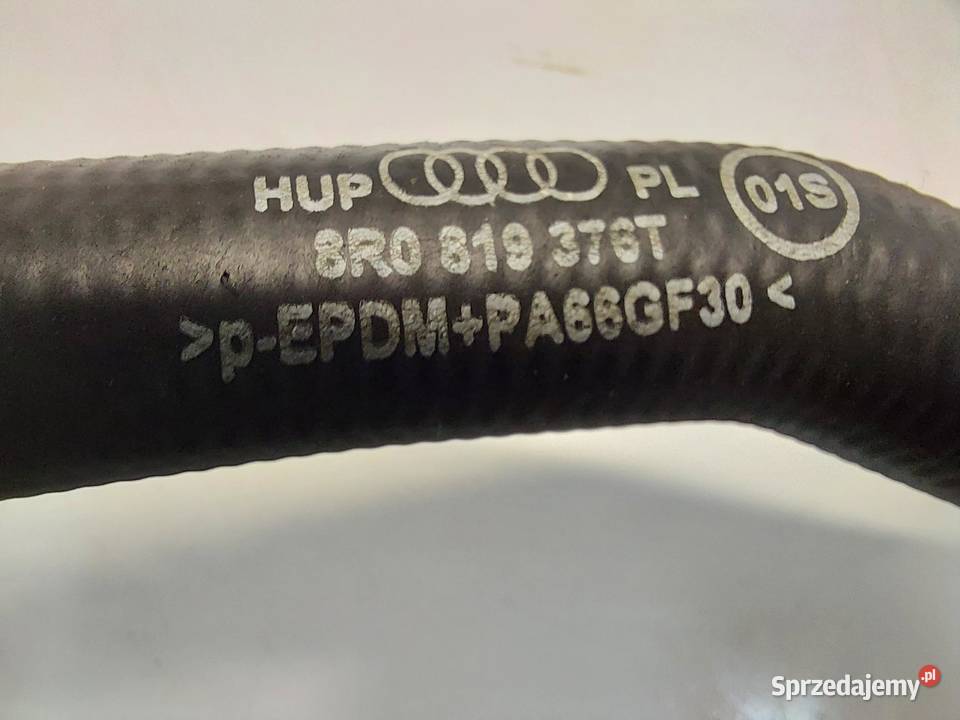 HUP PL 01S
8R0 819 376T
>p-EPDM+PA66GF30<
Sprzedajemy.pl